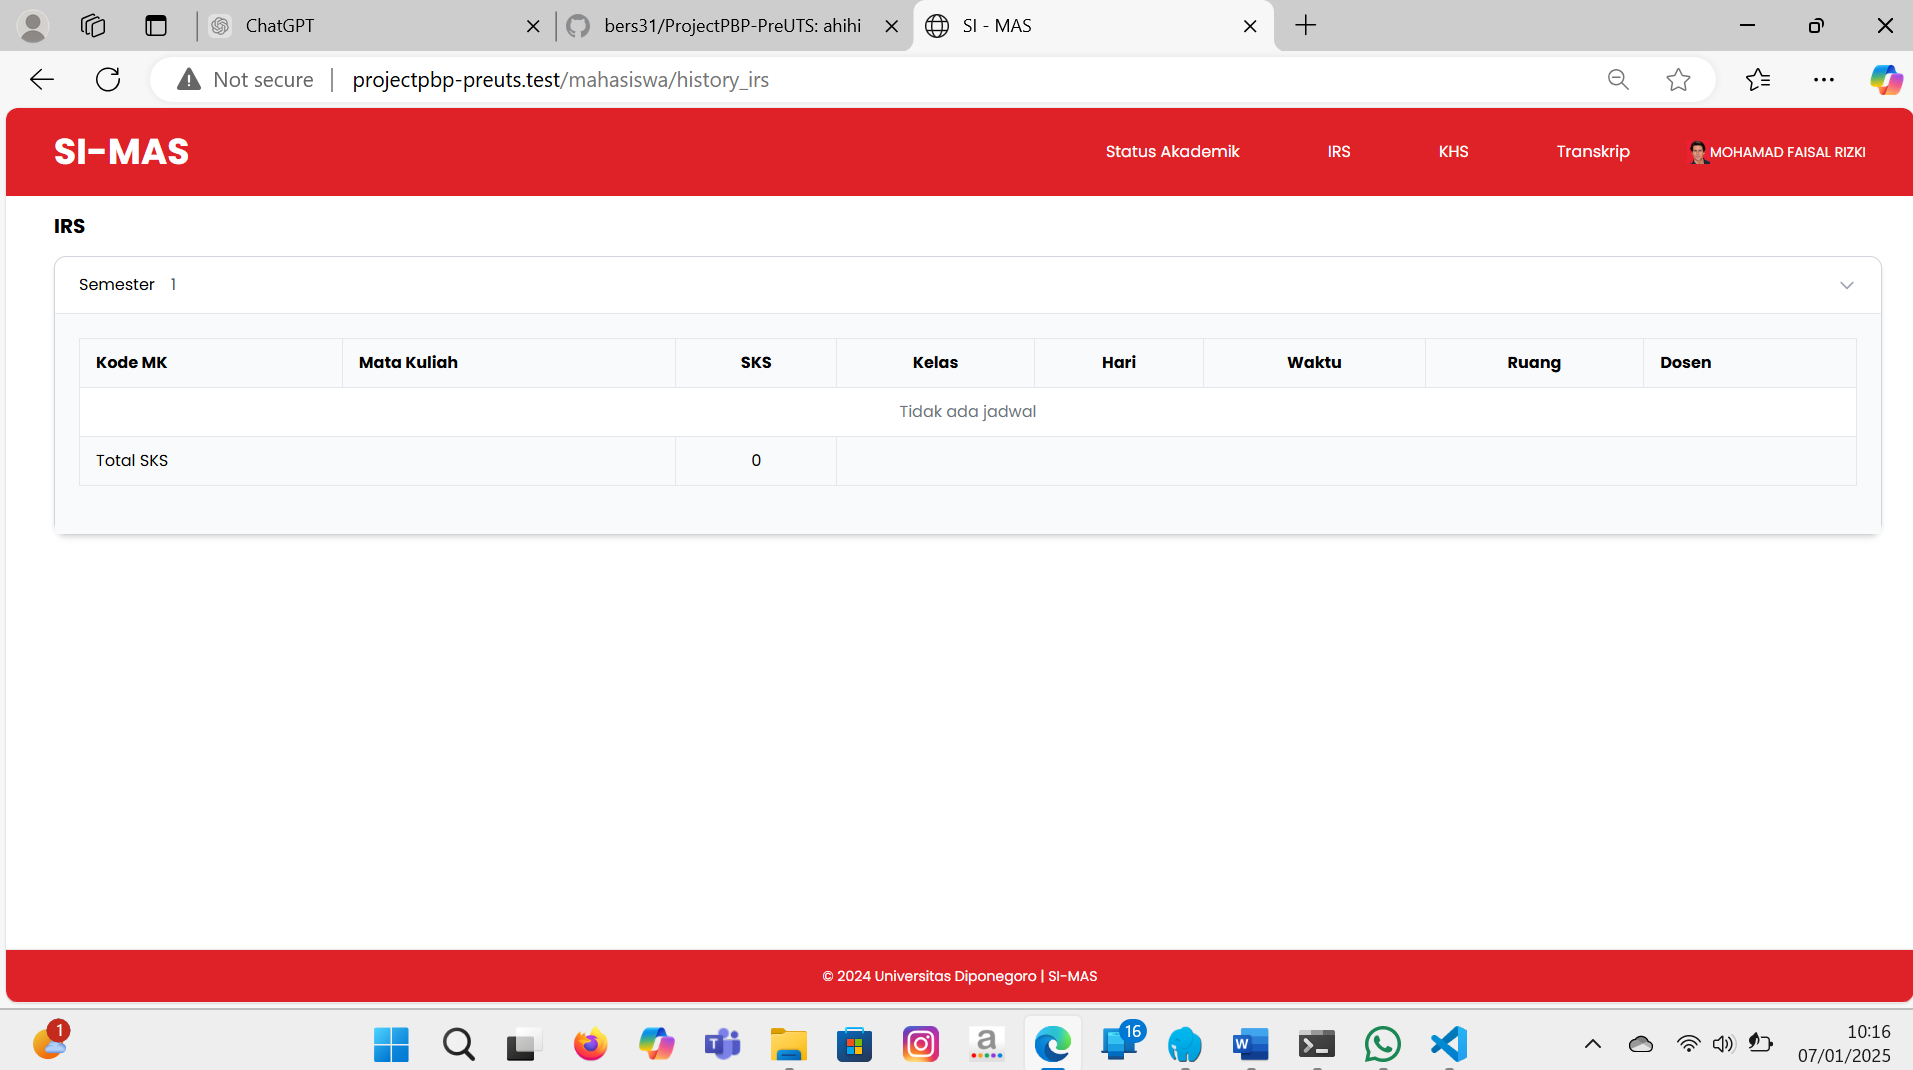 ChatGPT
bers31/ProjectPBP-PreUTS: ahihi
SI - MAS
Not secure
projectpbp-preuts.test/mahasiswa/history_irs
SI-MAS
Status Akademik
IRS
KHS
Transkrip
MOHAMAD FAISAL RIZKI
IRS
Semester 1
Kode MK Mata Kuliah SKS Kelas Hari Waktu Ruang Dosen
Tidak ada jadwal
Total SKS 0
© 2024 Universitas Diponegoro | SI-MAS
1
16
10:16
07/01/2025